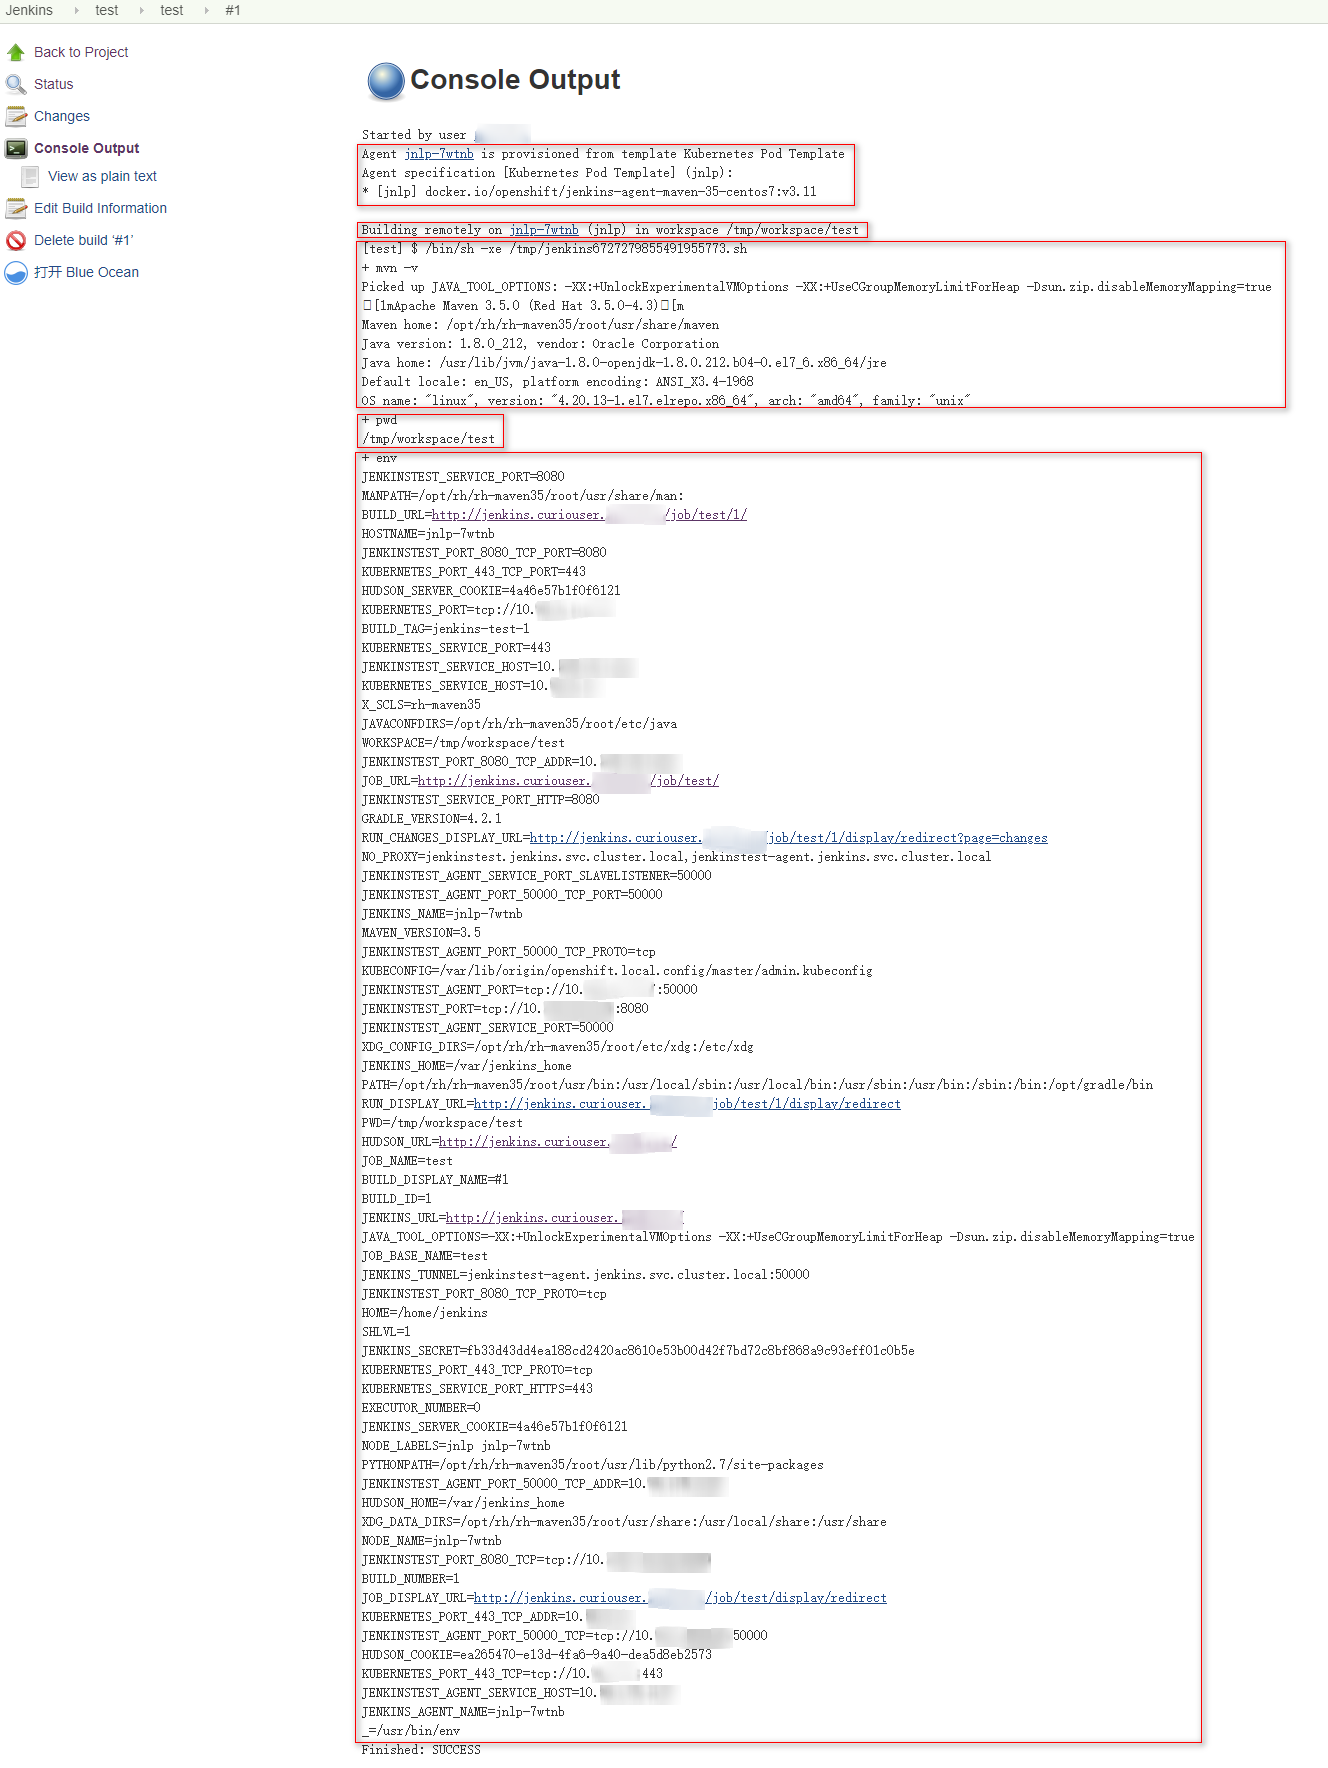 Jenkins test test #1
Back to Project
Status
Changes
Console Output
View as plain text
Edit Build Information
Delete build ‘#1’
打开 Blue Ocean
Console Output
Started by user
Agent jnlp-7wtnb is provisioned from template Kubernetes Pod Template
Agent specification [Kubernetes Pod Template] (jnlp):
* [jnlp] docker.io/openshift/jenkins-agent-maven-35-centos7:v3.11
Building remotely on jnlp-7wtnb (jnlp) in workspace /tmp/workspace/test
[test] $ /bin/sh -xe /tmp/jenkins6727279855491955773.sh
+ mvn -v
Picked up JAVA_TOOL_OPTIONS: -XX:+UnlockExperimentalVMOptions -XX:+UseCGroupMemoryLimitForHeap -Dsun.zip.disableMemoryMapping=true
[1mApache Maven 3.5.0 (Red Hat 3.5.0-4.3)[m
Maven home: /opt/rh/rh-maven35/root/usr/share/maven
Java version: 1.8.0_212, vendor: Oracle Corporation
Java home: /usr/lib/jvm/java-1.8.0-openjdk-1.8.0.212.b04-0.el7_6.x86_64/jre
Default locale: en_US, platform encoding: ANSI_X3.4-1968
OS name: "linux", version: "4.20.13-1.el7.elrepo.x86_64", arch: "amd64", family: "unix"
+ pwd
/tmp/workspace/test
+ env
JENKINSTEST_SERVICE_PORT=8080
MANPATH=/opt/rh/rh-maven35/root/usr/share/man:
BUILD_URL=http://jenkins.curiouser. /job/test/1/
HOSTNAME=jnlp-7wtnb
JENKINSTEST_PORT_8080_TCP_PORT=8080
KUBERNETES_PORT_443_TCP_PORT=443
HUDSON_SERVER_COOKIE=4a46e57b1f0f6121
KUBERNETES_PORT=tcp://10.
BUILD_TAG=jenkins-test-1
KUBERNETES_SERVICE_PORT=443
JENKINSTEST_SERVICE_HOST=10.
KUBERNETES_SERVICE_HOST=10.
X_SCLS=rh-maven35
JAVACONFDIRS=/opt/rh/rh-maven35/root/etc/java
WORKSPACE=/tmp/workspace/test
JENKINSTEST_PORT_8080_TCP_ADDR=10.
JOB_URL=http://jenkins.curiouser. /job/test/
JENKINSTEST_SERVICE_PORT_HTTP=8080
GRADLE_VERSION=4.2.1
RUN_CHANGES_DISPLAY_URL=http://jenkins.curiouser. job/test/1/display/redirect?page=changes
NO_PROXY=jenkinstest.jenkins.svc.cluster.local,jenkinstest-agent.jenkins.svc.cluster.local
JENKINSTEST_AGENT_SERVICE_PORT_SLAVELISTENER=50000
JENKINSTEST_AGENT_PORT_50000_TCP_PORT=50000
JENKINS_NAME=jnlp-7wtnb
MAVEN_VERSION=3.5
JENKINSTEST_AGENT_PORT_50000_TCP_PROTO=tcp
KUBECONFIG=/var/lib/origin/openshift.local.config/master/admin.kubeconfig
JENKINSTEST_AGENT_PORT=tcp://10. :50000
JENKINSTEST_PORT=tcp://10. :8080
JENKINSTEST_AGENT_SERVICE_PORT=50000
XDG_CONFIG_DIRS=/opt/rh/rh-maven35/root/etc/xdg:/etc/xdg
JENKINS_HOME=/var/jenkins_home
PATH=/opt/rh/rh-maven35/root/usr/bin:/usr/local/sbin:/usr/local/bin:/usr/sbin:/usr/bin:/sbin:/bin:/opt/gradle/bin
RUN_DISPLAY_URL=http://jenkins.curiouser. job/test/1/display/redirect
PWD=/tmp/workspace/test
HUDSON_URL=http://jenkins.curiouser. /
JOB_NAME=test
BUILD_DISPLAY_NAME=#1
BUILD_ID=1
JENKINS_URL=http://jenkins.curiouser.
JAVA_TOOL_OPTIONS=-XX:+UnlockExperimentalVMOptions -XX:+UseCGroupMemoryLimitForHeap -Dsun.zip.disableMemoryMapping=true
JOB_BASE_NAME=test
JENKINS_TUNNEL=jenkinstest-agent.jenkins.svc.cluster.local:50000
JENKINSTEST_PORT_8080_TCP_PROTO=tcp
HOME=/home/jenkins
SHLVL=1
JENKINS_SECRET=fb33d43dd4ea188cd2420ac8610e53b00d42f7bd72c8bf868a9c93eff01c0b5e
KUBERNETES_PORT_443_TCP_PROTO=tcp
KUBERNETES_SERVICE_PORT_HTTPS=443
EXECUTOR_NUMBER=0
JENKINS_SERVER_COOKIE=4a46e57b1f0f6121
NODE_LABELS=jnlp jnlp-7wtnb
PYTHONPATH=/opt/rh/rh-maven35/root/usr/lib/python2.7/site-packages
JENKINSTEST_AGENT_PORT_50000_TCP_ADDR=10.
HUDSON_HOME=/var/jenkins_home
XDG_DATA_DIRS=/opt/rh/rh-maven35/root/usr/share:/usr/local/share:/usr/share
NODE_NAME=jnlp-7wtnb
JENKINSTEST_PORT_8080_TCP=tcp://10.
BUILD_NUMBER=1
JOB_DISPLAY_URL=http://jenkins.curiouser. /job/test/display/redirect
KUBERNETES_PORT_443_TCP_ADDR=10.
JENKINSTEST_AGENT_PORT_50000_TCP=tcp://10. 50000
HUDSON_COOKIE=ea265470-e13d-4fa6-9a40-dea5d8eb2573
KUBERNETES_PORT_443_TCP=tcp://10. 443
JENKINSTEST_AGENT_SERVICE_HOST=10.
JENKINS_AGENT_NAME=jnlp-7wtnb
_=/usr/bin/env
Finished: SUCCESS